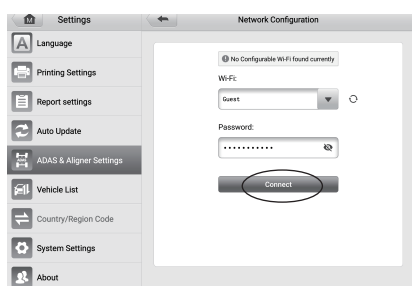 M
Settings
Network Configuration
A
Language
Printing Settings
Report settings
Auto Update
ADAS
ADAS & Aligner Settings
Vehicle List
Country/Region Code
System Settings
About
No Configurable Wi-Fi found currently
Wi-Fi:
Guest
Password:
•••••••••••
Connect